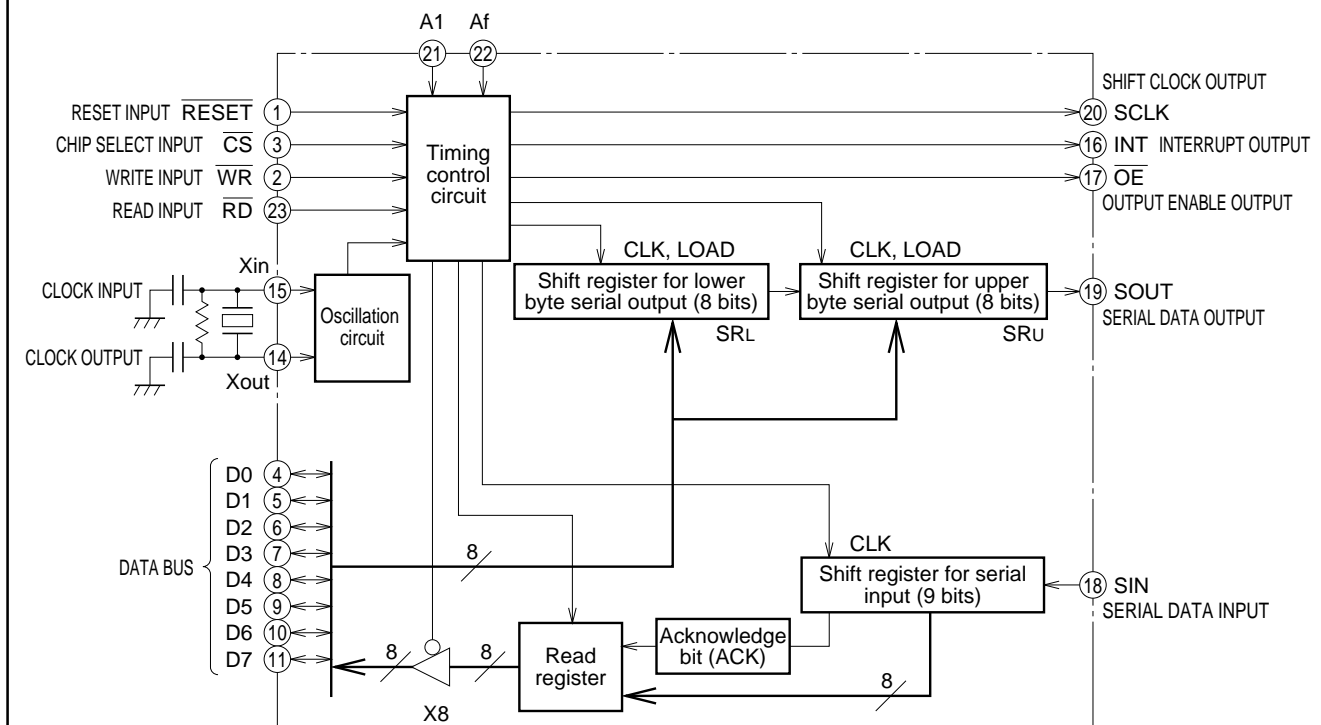 A1 Af
21 22
SHIFT CLOCK OUTPUT
RESET INPUT RESET 1
20 SCLK
CHIP SELECT INPUT CS 3
16 INT INTERRUPT OUTPUT
WRITE INPUT WR 2
17 OE
READ INPUT RD 23
OUTPUT ENABLE OUTPUT
Timing
control
circuit
CLK, LOAD
CLK, LOAD
Xin
CLOCK INPUT
15
Shift register for lower
byte serial output (8 bits)
Shift register for upper
byte serial output (8 bits)
19 SOUT
SERIAL DATA OUTPUT
Oscillation
circuit
SRL
SRU
CLOCK OUTPUT
14
Xout
DATA BUS
D0 4
D1 5
D2 6
D3 7
D4 8
D5 9
D6 10
D7 11
8
CLK
Shift register for serial
input (9 bits)
18 SIN
SERIAL DATA INPUT
Acknowledge
bit (ACK)
Read
register
8
8
8
X8